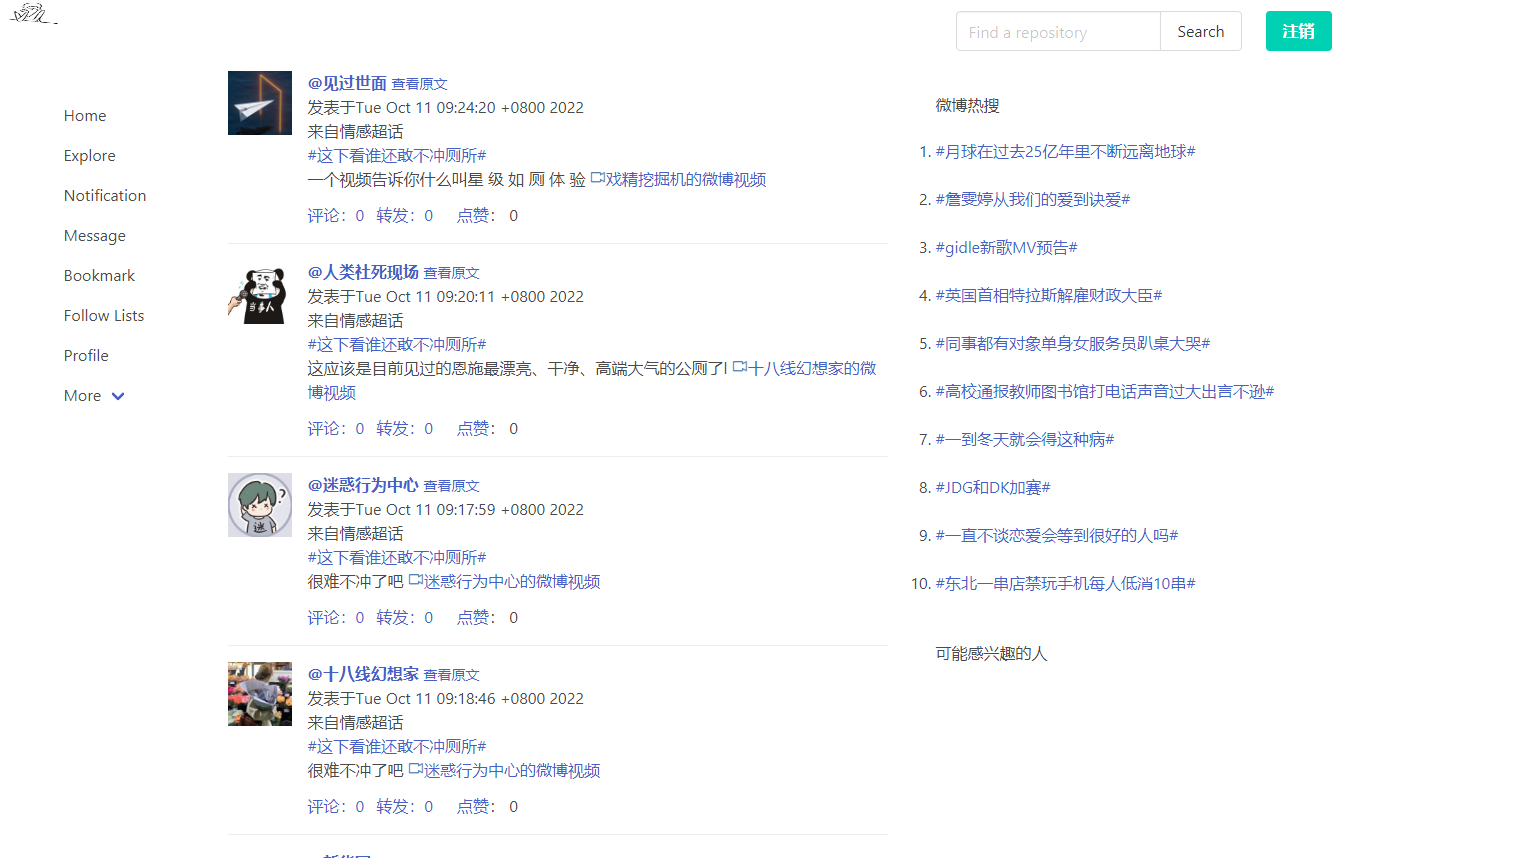 Find a repository
Search
注销
Home
Explore
Notification
Message
Bookmark
Follow Lists
Profile
More
@见过世面 查看原文
发表于Tue Oct 11 09:24:20 +0800 2022
来自情感超话
#这下看谁还敢不冲厕所#
一个视频告诉你什么叫星 级 如 厕 体 验 戏精挖掘机的微博视频
评论：0 转发：0 点赞： 0
当事人
@人类社死现场 查看原文
发表于Tue Oct 11 09:20:11 +0800 2022
来自情感超话
#这下看谁还敢不冲厕所#
这应该是目前见过的恩施最漂亮、干净、高端大气的公厕了! 十八线幻想家的微
博视频
评论：0 转发：0 点赞： 0
?
迷
@迷惑行为中心 查看原文
发表于Tue Oct 11 09:17:59 +0800 2022
来自情感超话
#这下看谁还敢不冲厕所#
很难不冲了吧 迷惑行为中心的微博视频
评论：0 转发：0 点赞： 0
@十八线幻想家 查看原文
发表于Tue Oct 11 09:18:46 +0800 2022
来自情感超话
#这下看谁还敢不冲厕所#
很难不冲了吧 迷惑行为中心的微博视频
评论：0 转发：0 点赞： 0
微博热搜
1. #月球在过去25亿年里不断远离地球#
2. #詹雯婷从我们的爱到诀爱#
3. #gidle新歌MV预告#
4. #英国首相特拉斯解雇财政大臣#
5. #同事都有对象单身女服务员趴桌大哭#
6. #高校通报教师图书馆打电话声音过大出言不逊#
7. #一到冬天就会得这种病#
8. #JDG和DK加赛#
9. #一直不谈恋爱会等到很好的人吗#
10. #东北一串店禁玩手机每人低消10串#
可能感兴趣的人